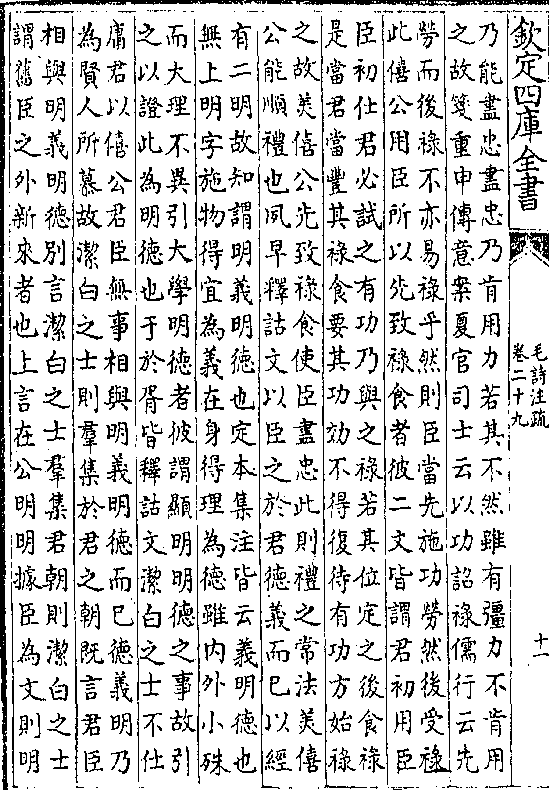 欽定四庫全書
毛詩注疏
卷二十九
十一
乃能盡忠盡忠乃肯用力若其不然雖有彊力不肯用
之故箋重申傳意案夏官司士云以功詔祿儒行云先
勞而後祿不亦易祿乎然則臣當先施功勞然後受祿
此僖公用臣所以先致祿食者彼二文皆謂君初用臣
臣初仕君必試之有功乃與之祿若其位定之後食祿
是當君當豐其祿食要其功効不得復待有功方始祿
之故美僖公先致祿食使臣盡忠此則禮之常法美僖
公能順禮也夙早釋詁文以臣之於君德義而已以經
有二明故知謂明義明德也定本集注皆云義明德也
無上明字施物得宜為義在身得理為德雖內外小殊
而大理不異引大學明德者彼謂顯明明德之事故引
之以證此為明德也于於胥皆釋詁文潔白之士不仕
庸君以僖公君臣無事相與明義明德而已德義明乃
為賢人所慕故潔白之士則羣集於君之朝既言君臣
相與明義明德別言潔白之士羣集君朝則潔白之士
謂舊臣之外新來者也上言在公明明據臣為文則明